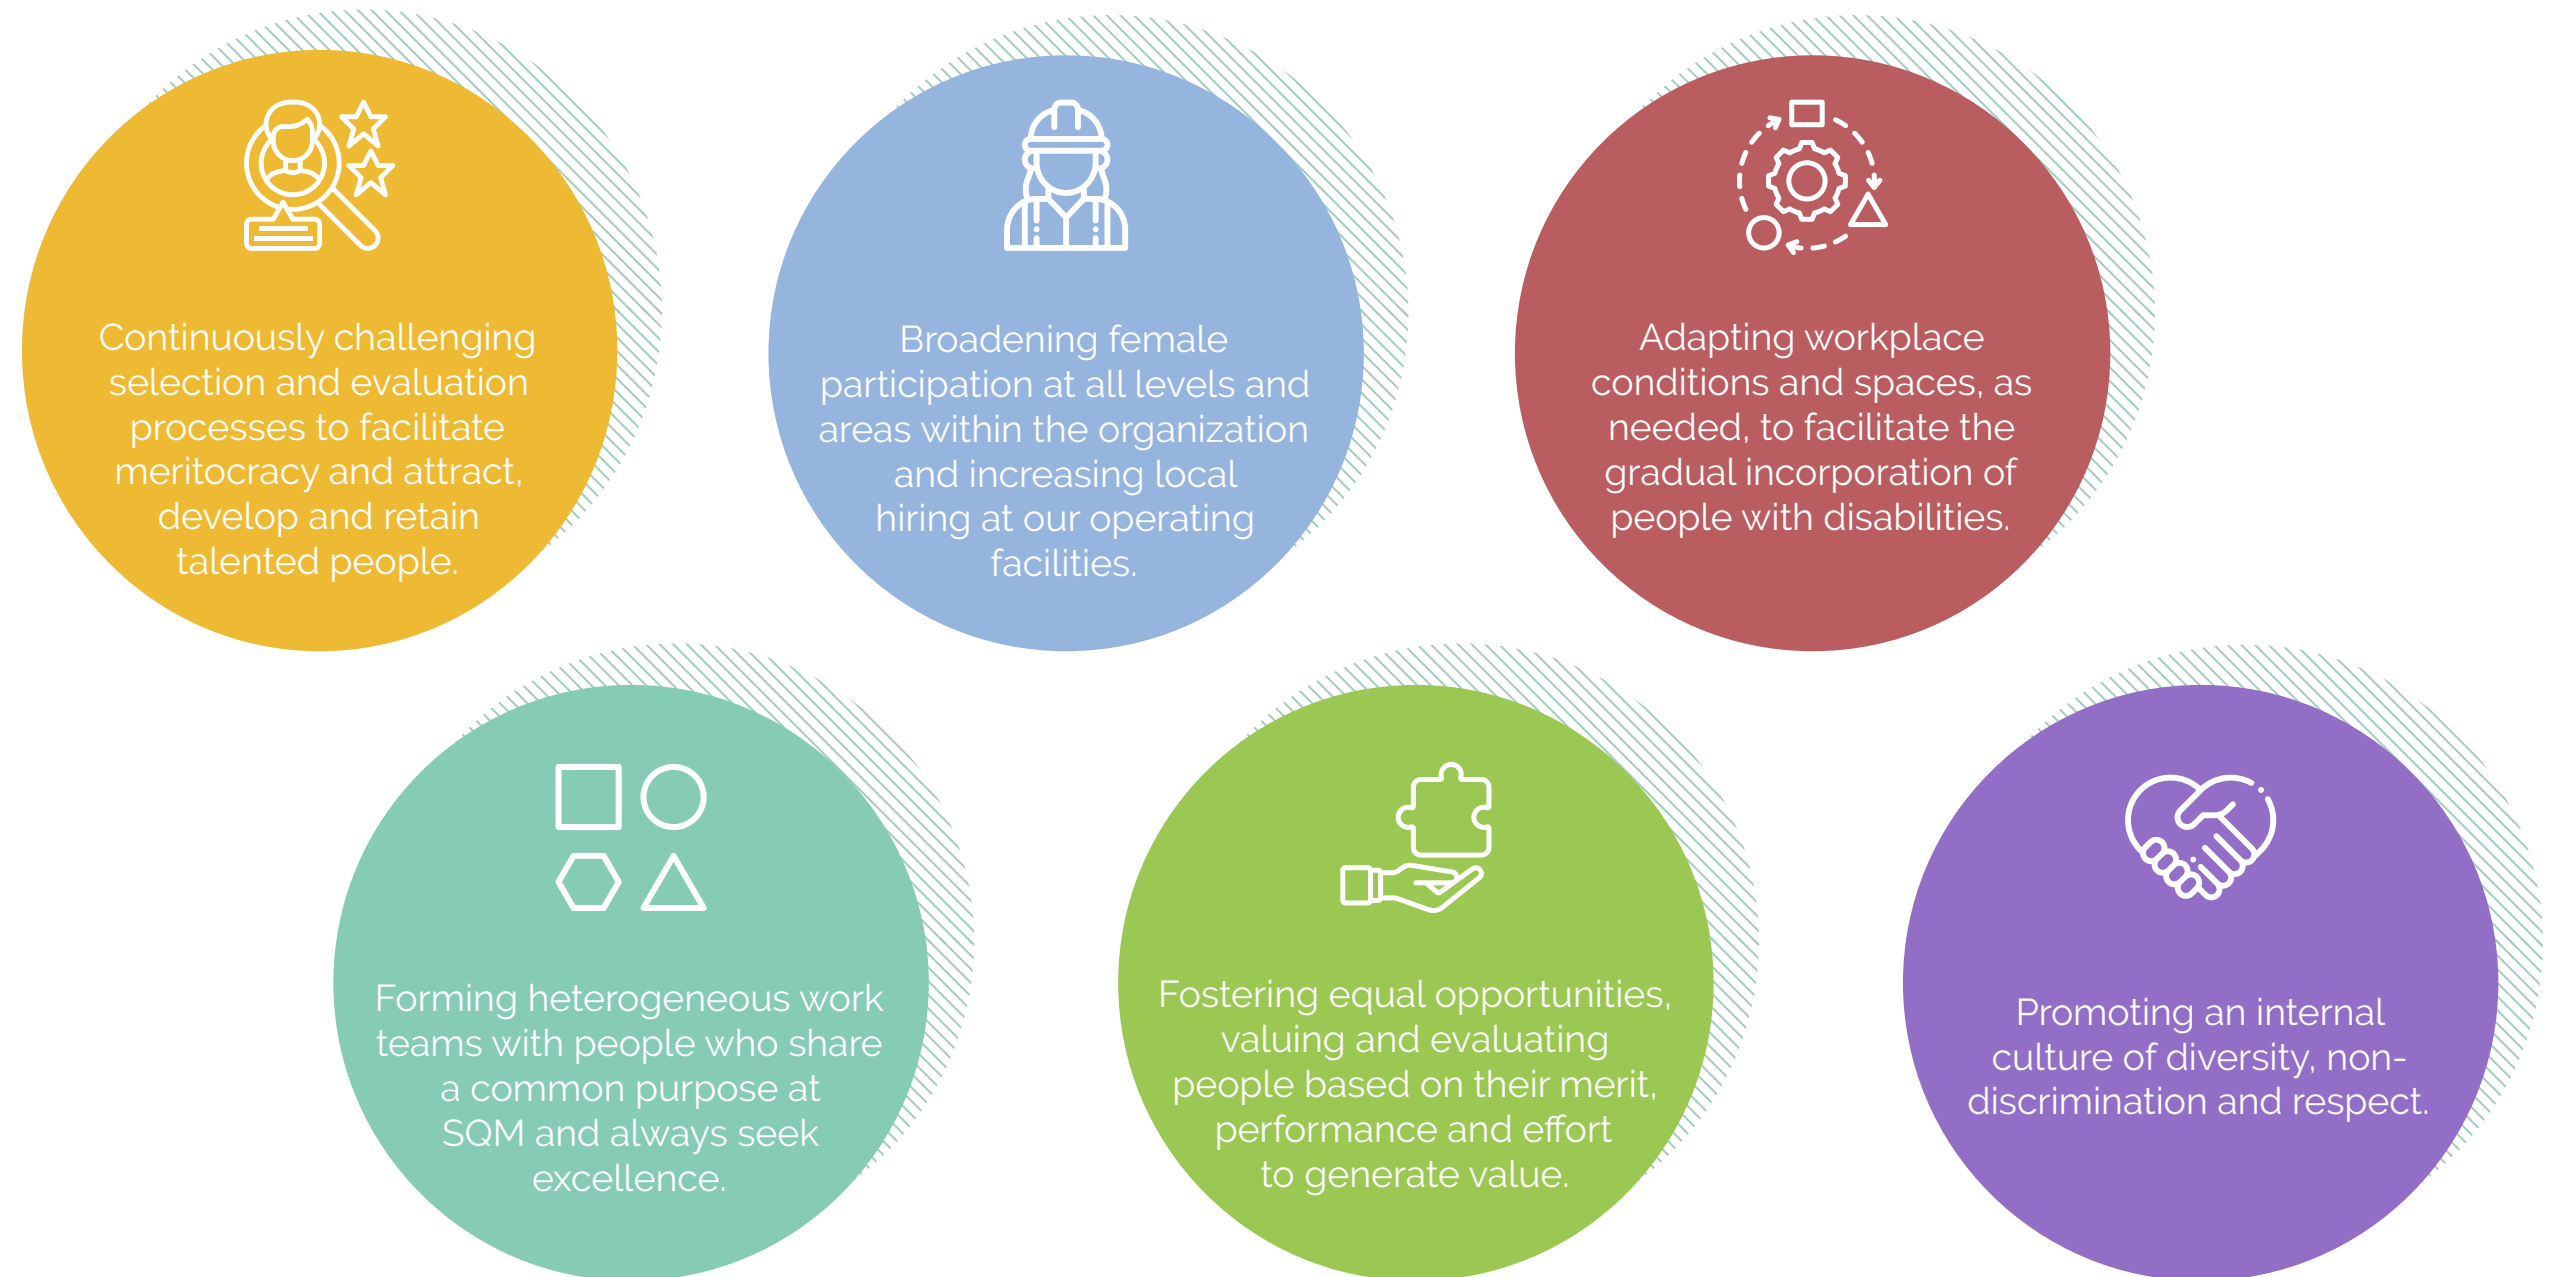 Continuously challenging
selection and evaluation
processes to facilitate
meritocracy and attract,
develop and retain
talented people.
Broadening female
participation at all levels and
areas within the organization
and increasing local
hiring at our operating
facilities.
Adapting workplace
conditions and spaces, as
needed, to facilitate the
gradual incorporation of
people with disabilities.
Forming heterogeneous work
teams with people who share
a common purpose at
SQM and always seek
excellence.
Fostering equal opportunities,
valuing and evaluating
people based on their merit,
performance and effort
to generate value.
Promoting an internal
culture of diversity, non-
discrimination and respect.